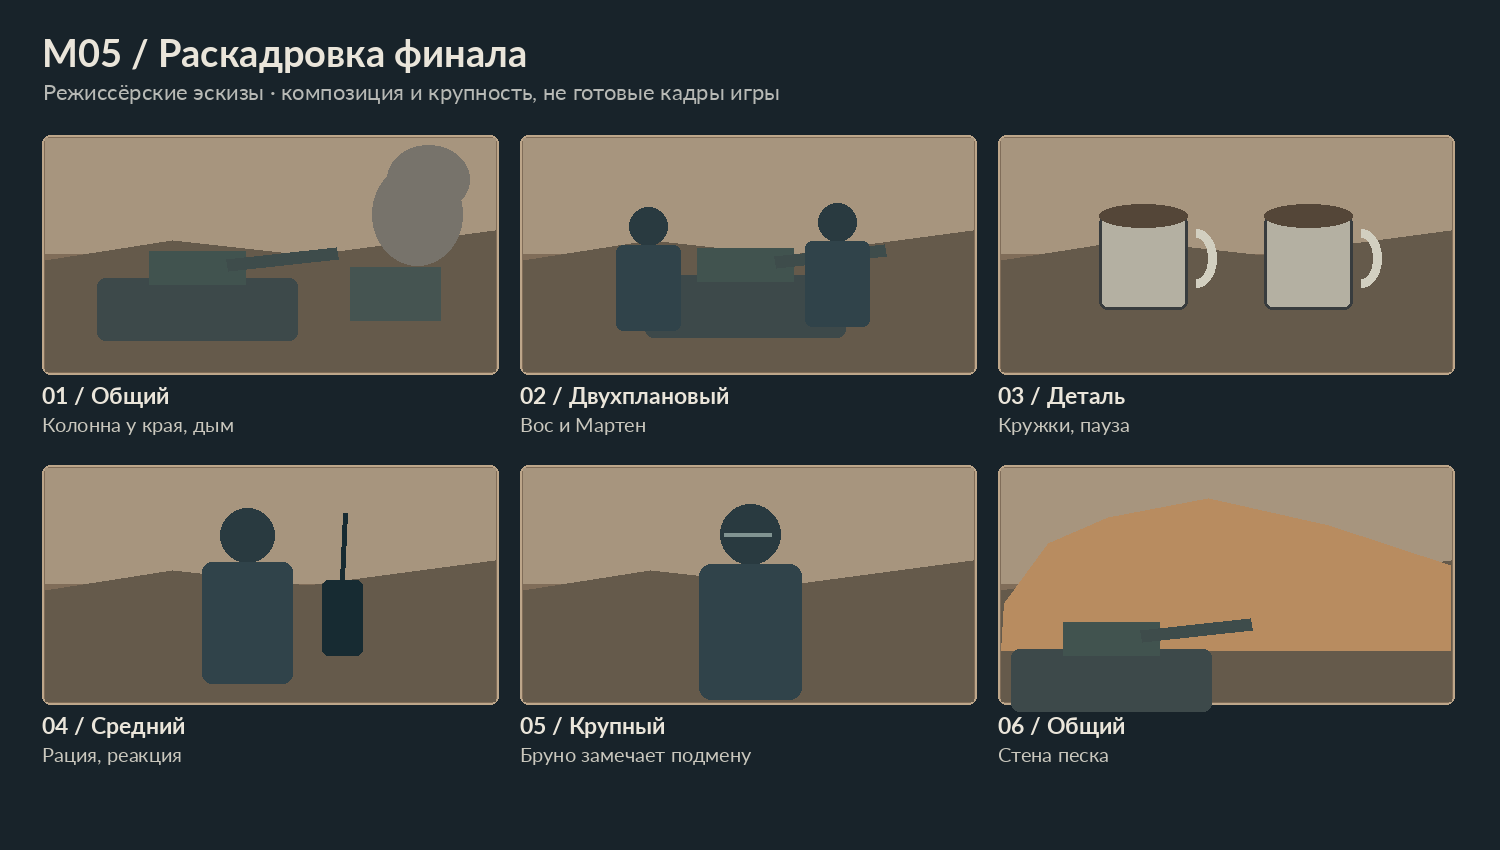 M05 / Раскадровка финала
Режиссёрские эскизы · композиция и крупность, не готовые кадры игры
01 / Общий
Колонна у края, дым
02 / Двухплановый
Вос и Мартен
03 / Деталь
Кружки, пауза
04 / Средний
Рация, реакция
05 / Крупный
Бруно замечает подмену
06 / Общий
Стена песка